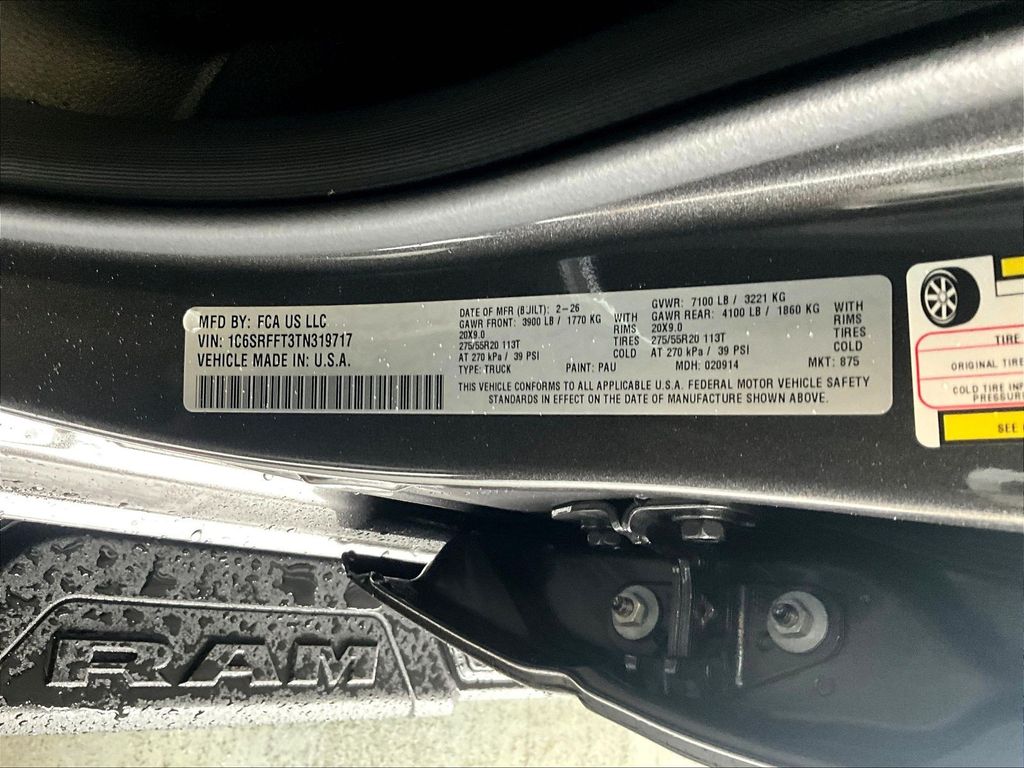 MFD BY: FCA US LLC
VIN: 1C6SRFFT3TN319717
VEHICLE MADE IN U.S.A.
DATE OF MFR (BJILT): 2-26
GAWR FRONT: 3900 LB / 1770 KG WITH
20X9.0 RIMS
275/55R20 113T TIRES
AT 270 kPa / 39 PSI COLD
TYPE: TRUCK PAINT: PAU
GVWR: 7100 LB / 3221 KG
GAWR REAR: 4100 LB / 1860 KG WITH
20X9.0 RIMS
275/55R20 113T TIRES
AT 270 kPa / 39 PSI COLD
MDH: 020914 MKT: 875
THIS VEHICLE CONFORMS TO ALL APPLICABLE U.S.A. FEDERAL MOTOR VEHICLE SAFETY
STANDARDS IN EFFECT ON THE DATE OF MANUFACTURE SHOWN ABOVE.
TIRE
ORIGINAL TIRE
COLD TIRE
SEE
RAM